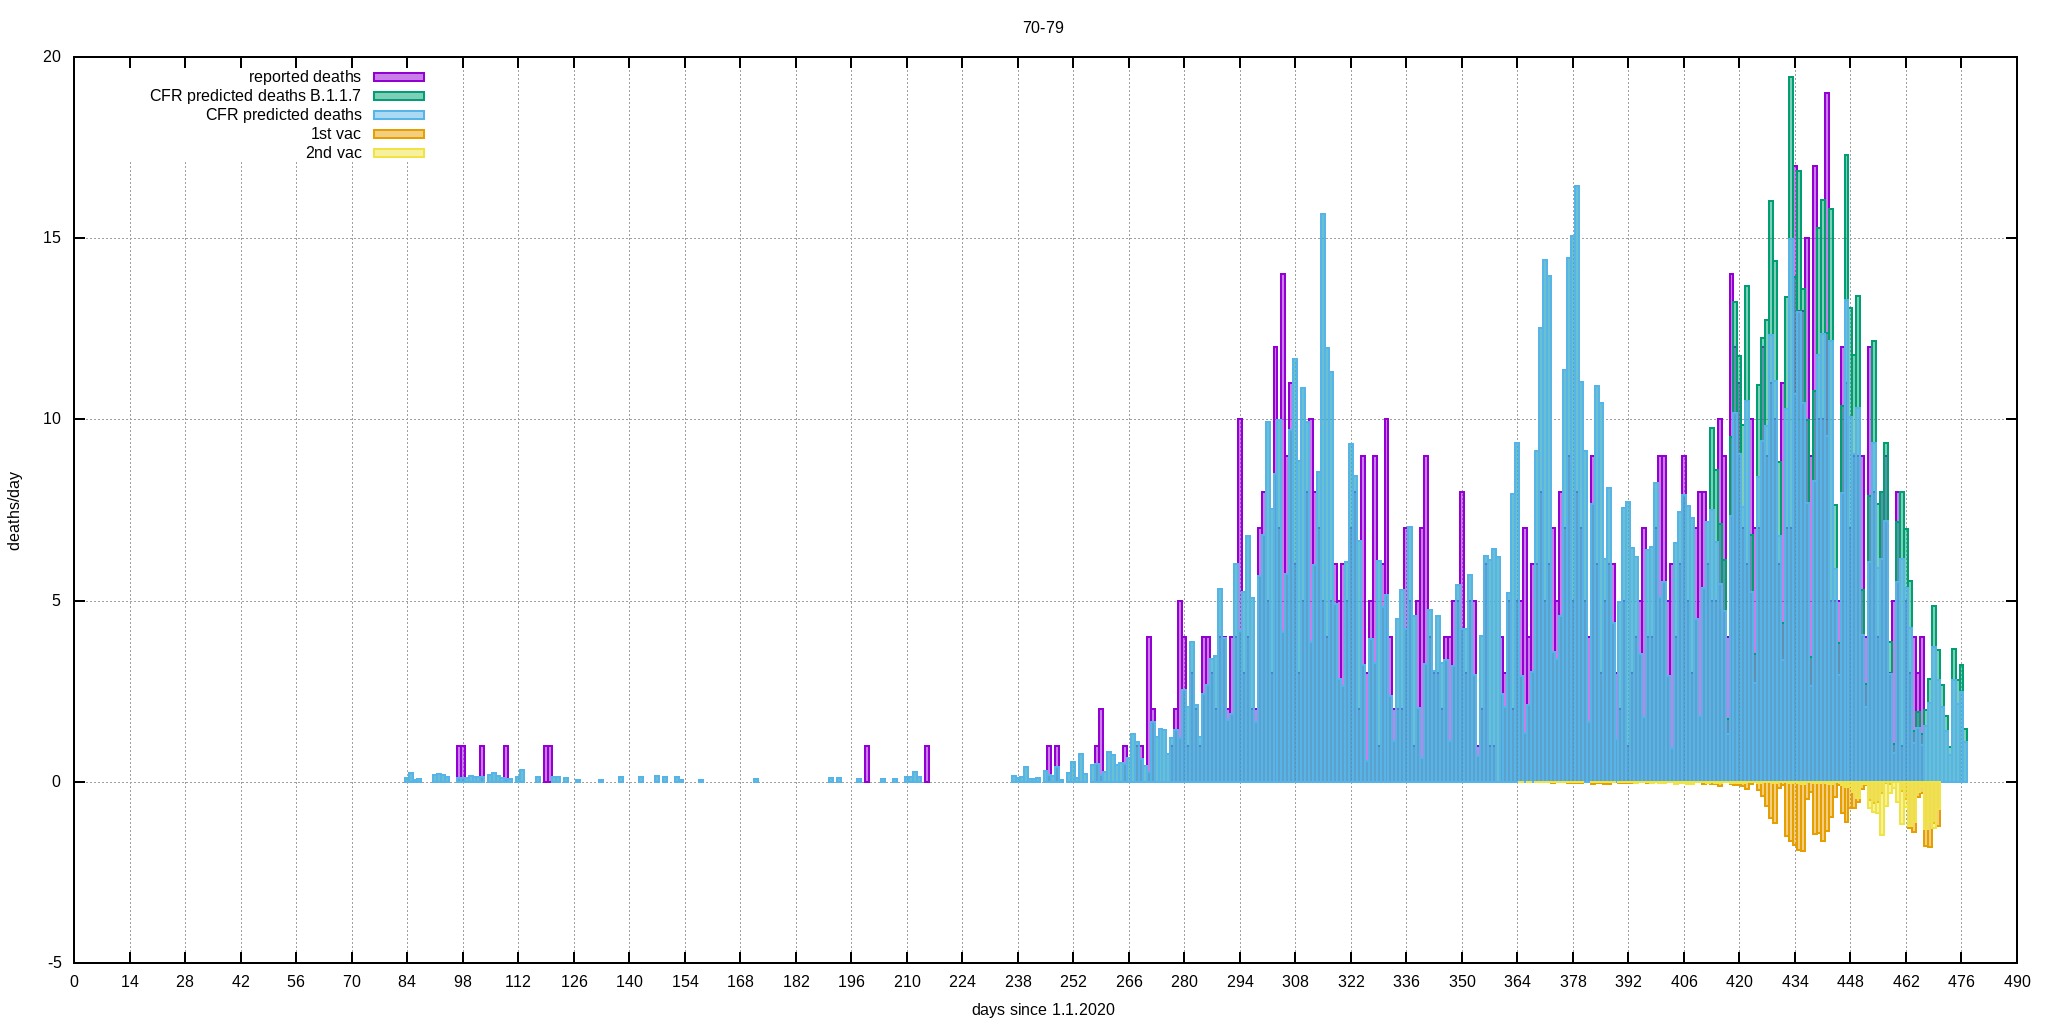 70-79
20
15
10
5
0
-5
deaths/day
reported deaths
CFR predicted deaths B.1.1.7
CFR predicted deaths
1st vac
2nd vac
0 14 28 42 56 70 84 98 112 126 140 154 168 182 196 210 224 238 252 266 280 294 308 322 336 350 364 378 392 406 420 434 448 462 476 490
days since 1.1.2020